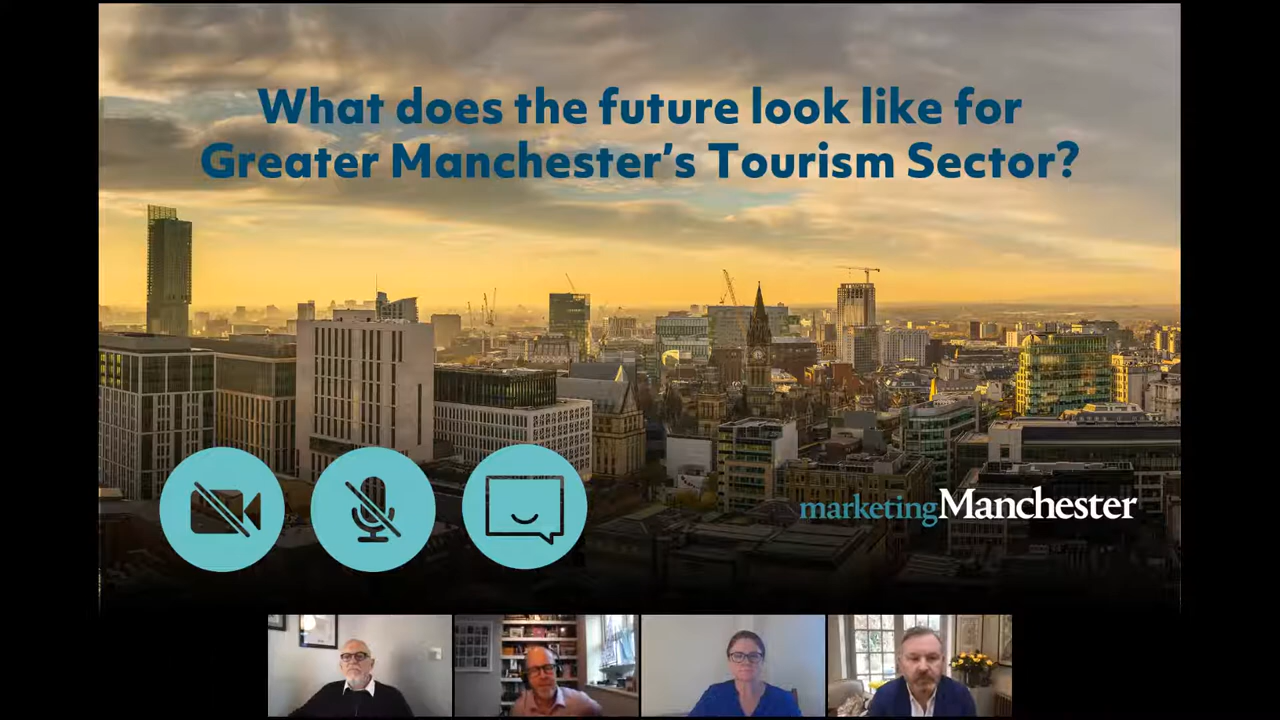 What does the future look like for
Greater Manchester's Tourism Sector?
marketingManchester